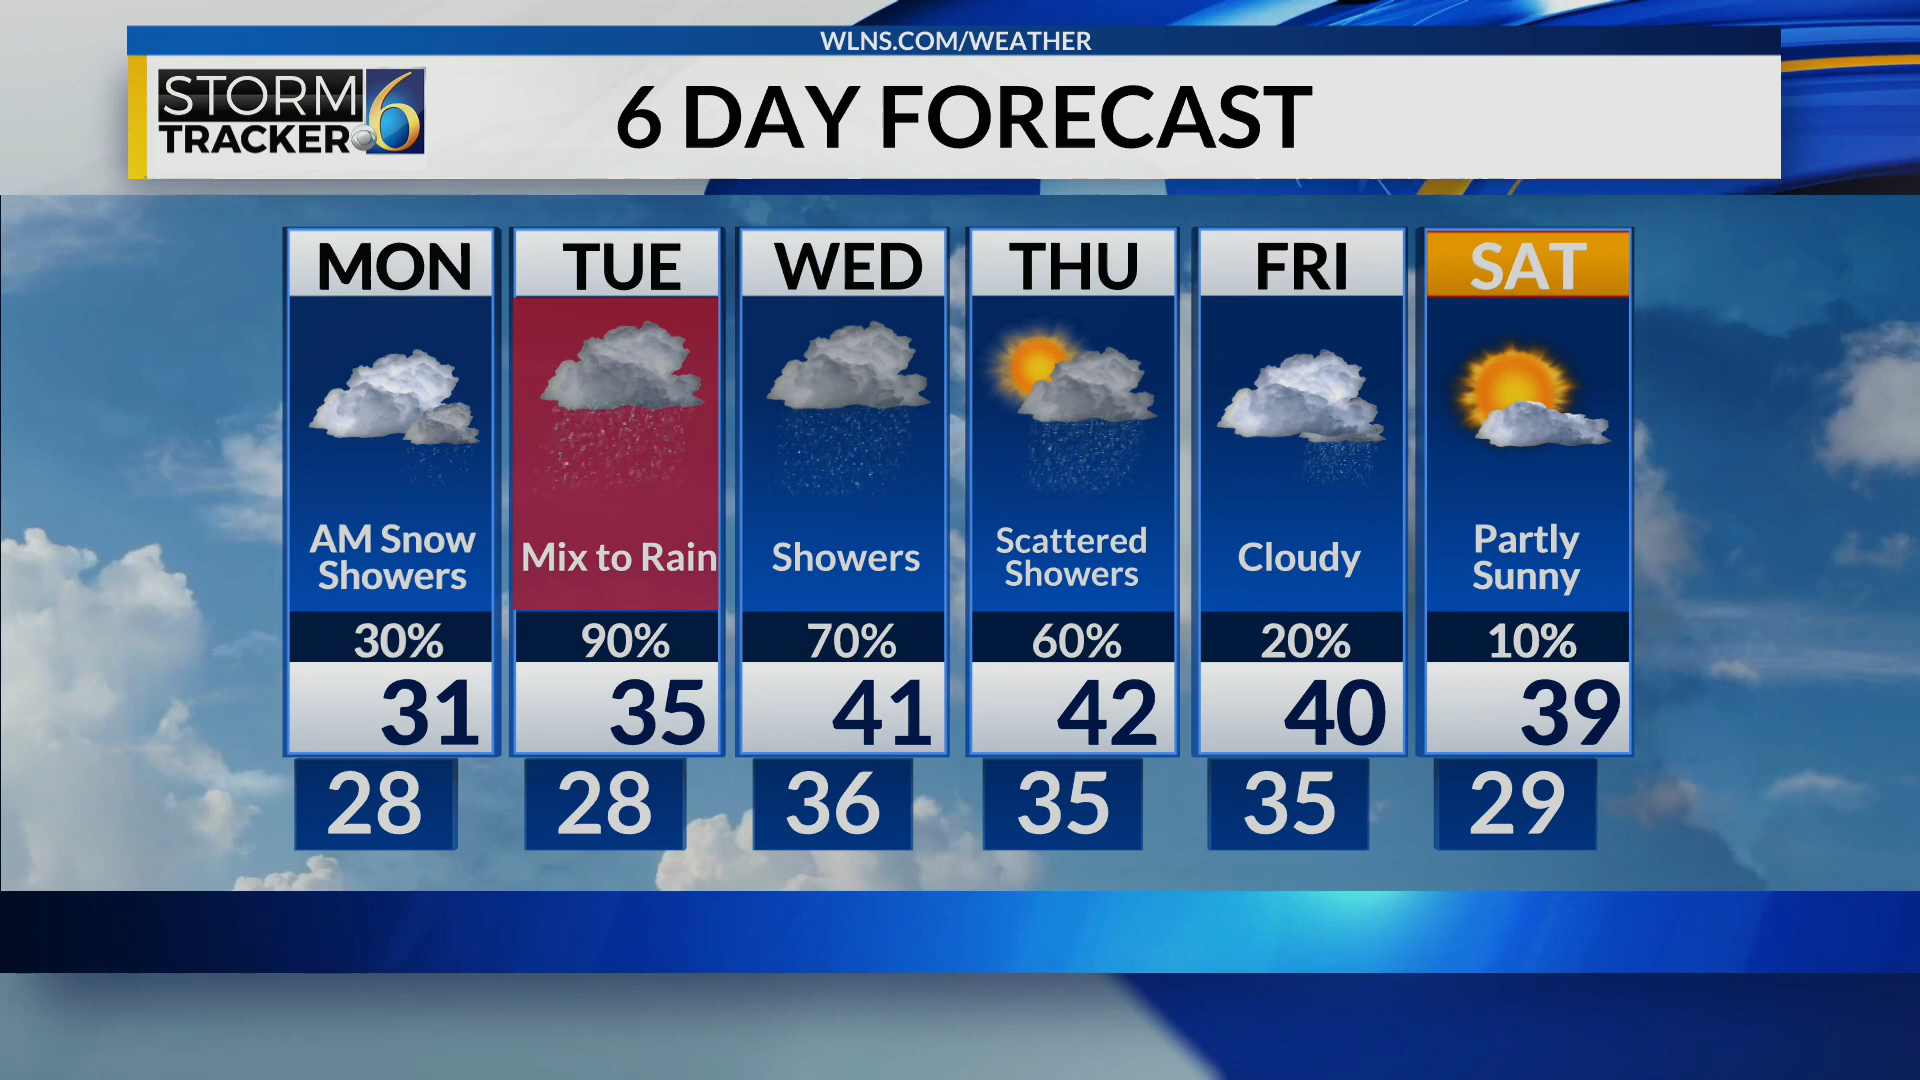 WLNS.COM/WEATHER
STORM
TRACKER 6
6 DAY FORECAST
MON
TUE
WED
THU
FRI
SAT
AM Snow
Showers
Mix to Rain
Showers
Scattered
Showers
Cloudy
Partly
Sunny
30%
90%
70%
60%
20%
10%
31
35
41
42
40
39
28
28
36
35
35
29